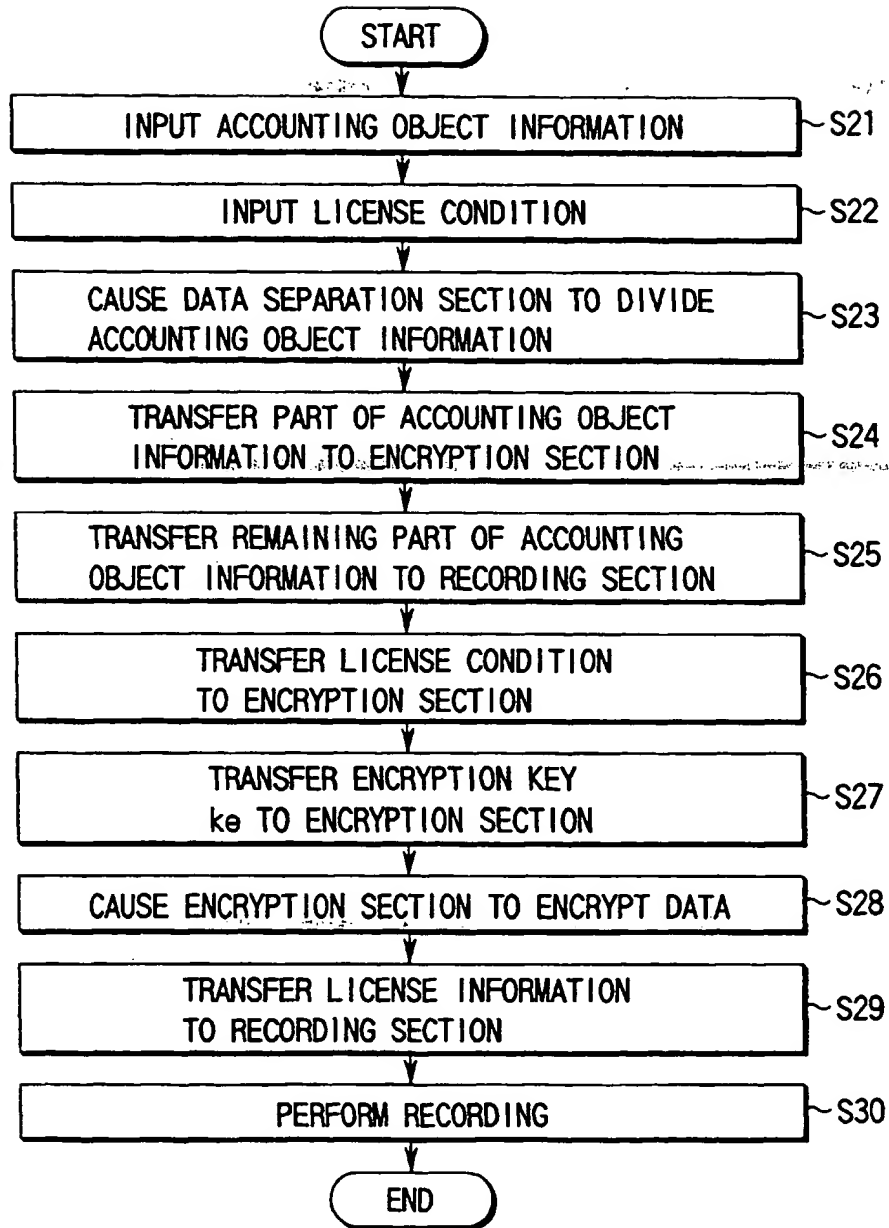 START
INPUT ACCOUNTING OBJECT INFORMATION ~S21
INPUT LICENSE CONDITION ~S22
CAUSE DATA SEPARATION SECTION TO DIVIDE
ACCOUNTING OBJECT INFORMATION ~S23
TRANSFER PART OF ACCOUNTING OBJECT
INFORMATION TO ENCRYPTION SECTION ~S24
TRANSFER REMAINING PART OF ACCOUNTING
OBJECT INFORMATION TO RECORDING SECTION ~S25
TRANSFER LICENSE CONDITION
TO ENCRYPTION SECTION ~S26
TRANSFER ENCRYPTION KEY
ke TO ENCRYPTION SECTION ~S27
CAUSE ENCRYPTION SECTION TO ENCRYPT DATA ~S28
TRANSFER LICENSE INFORMATION
TO RECORDING SECTION ~S29
PERFORM RECORDING ~S30
END